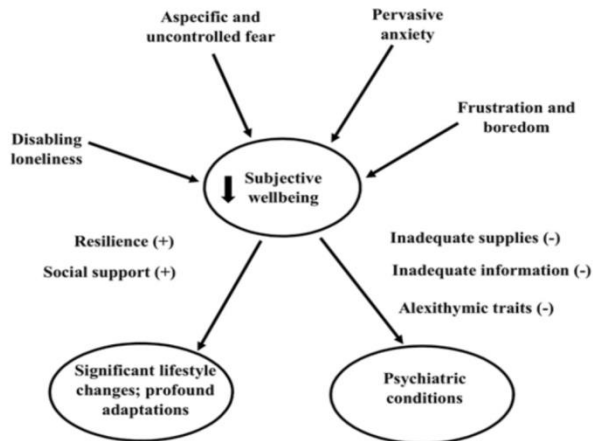 Aspecific and
uncontrolled fear
Pervasive
anxiety
Frustration and
boredom
Disabling
loneliness
Subjective
wellbeing
Resilience (+)
Social support (+)
Inadequate supplies (-)
Inadequate information (-)
Alexithymic traits (-)
Significant lifestyle
changes; profound
adaptations
Psychiatric
conditions